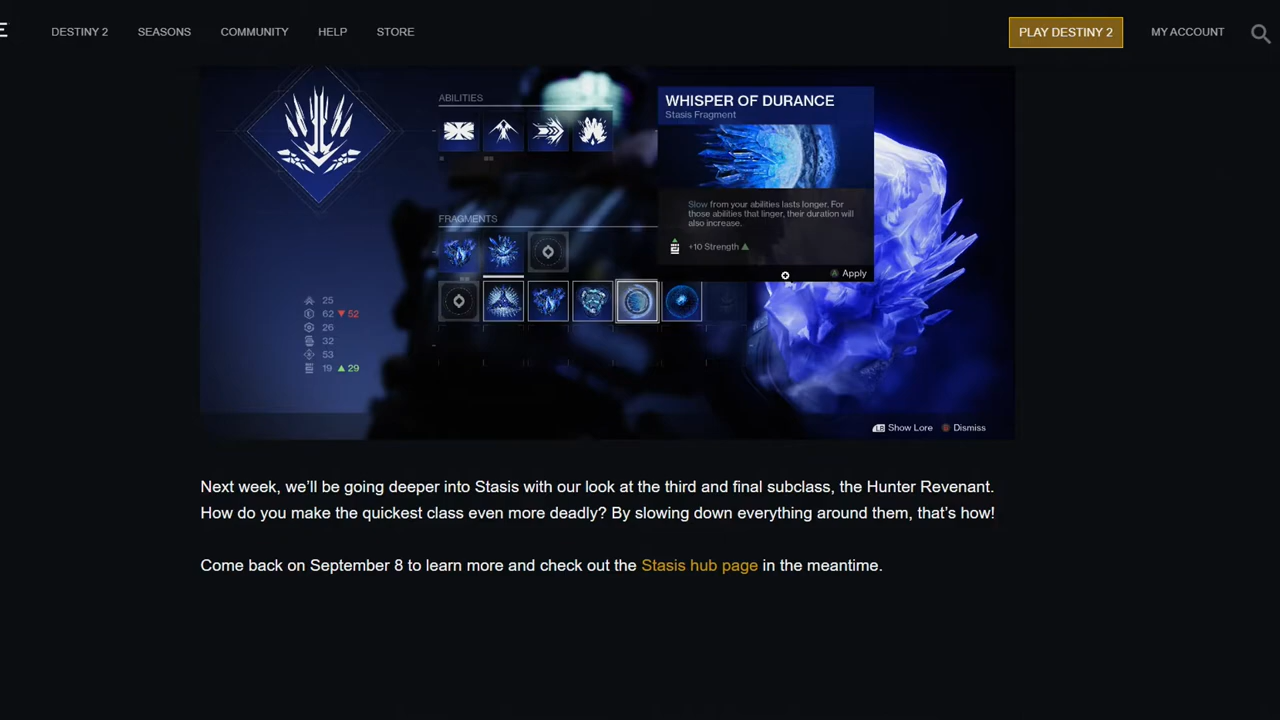 DESTINY 2 SEASONS COMMUNITY HELP STORE PLAY DESTINY 2 MY ACCOUNT
ABILITIES
WHISPER OF DURANCE
Stasis Fragment
Slow from your abilities lasts longer. For
those abilities that linger, their duration will
also increase.
FRAGMENTS
+10 Strength ▲
Apply
25
62 ▼ 52
26
32
53
19 ▲ 29
Show Lore Dismiss
Next week, we’ll be going deeper into Stasis with our look at the third and final subclass, the Hunter Revenant.
How do you make the quickest class even more deadly? By slowing down everything around them, that’s how!
Come back on September 8 to learn more and check out the Stasis hub page in the meantime.